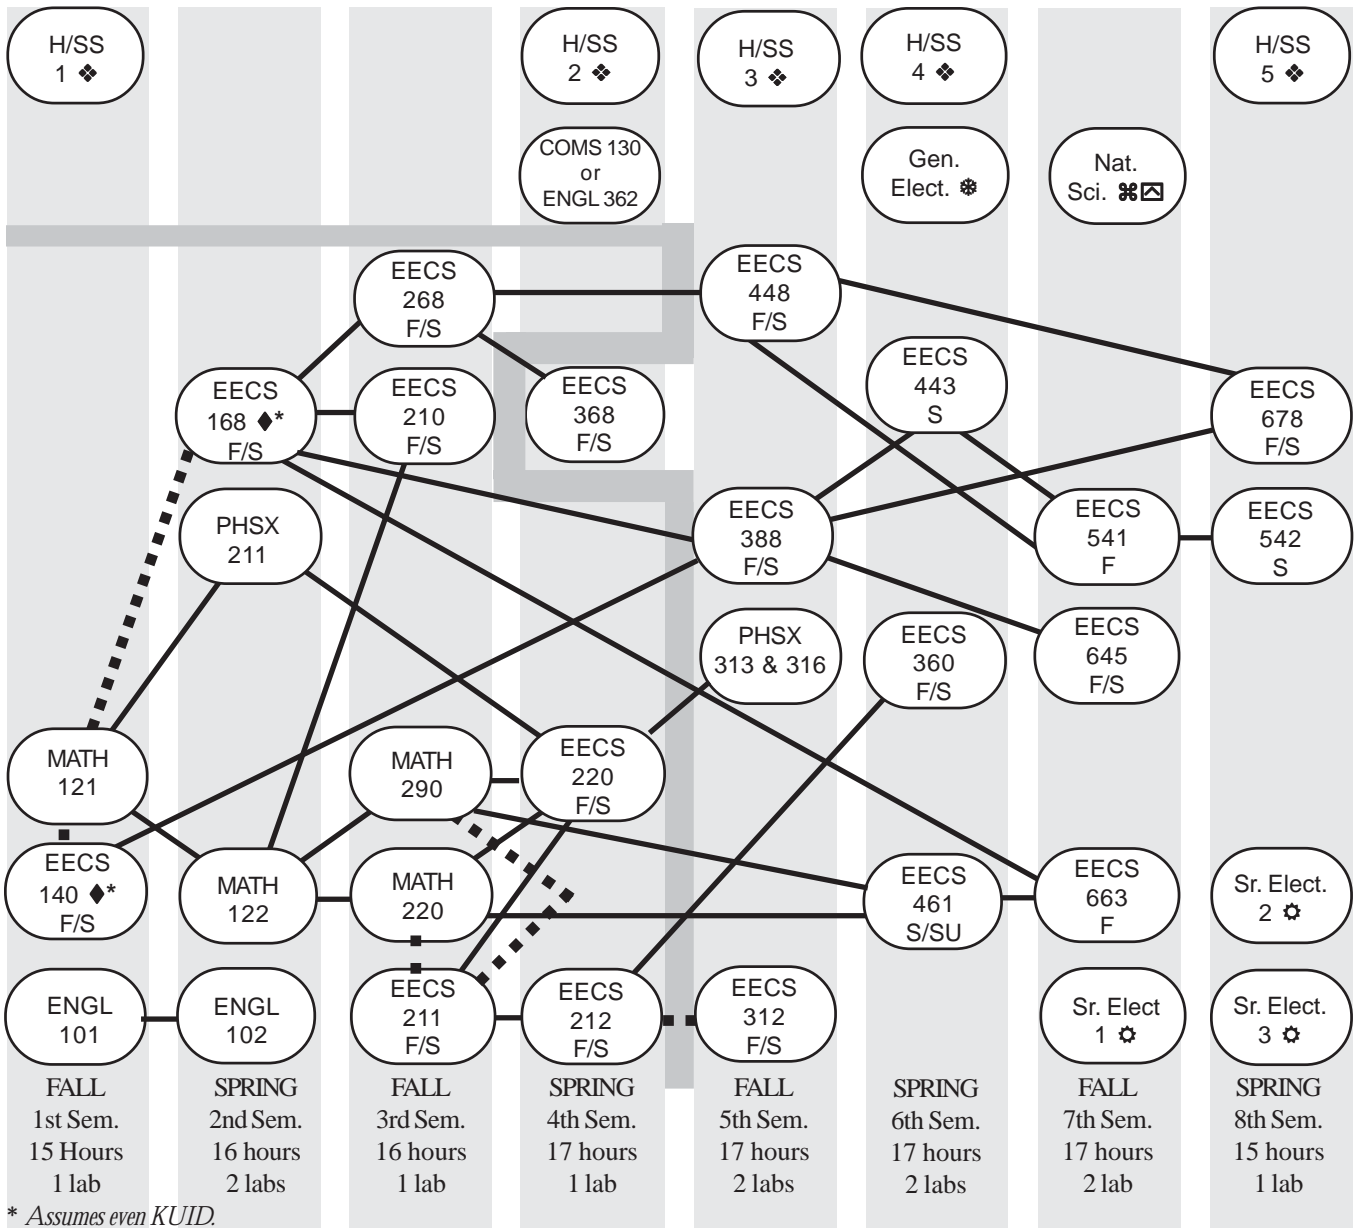 H/SS
1 ❖
H/SS
2 ❖
H/SS
3 ❖
H/SS
4 ❖
H/SS
5 ❖
COMS 130
or
ENGL 362
Gen.
Elect. ❄
Nat.
Sci. ⌘
EECS
268
F/S
EECS
448
F/S
EECS
168 ♦*
F/S
EECS
210
F/S
EECS
368
F/S
EECS
443
S
EECS
678
F/S
PHSX
211
EECS
388
F/S
EECS
541
F
EECS
542
S
PHSX
313 & 316
EECS
360
F/S
EECS
645
F/S
MATH
121
MATH
290
EECS
220
F/S
EECS
140 ♦*
F/S
MATH
122
MATH
220
EECS
461
S/SU
EECS
663
F
Sr. Elect.
2 ✩
ENGL
101
ENGL
102
EECS
211
F/S
EECS
212
F/S
EECS
312
F/S
Sr. Elect
1 ✩
Sr. Elect.
3 ✩
FALL
1st Sem.
15 Hours
1 lab
SPRING
2nd Sem.
16 hours
2 labs
FALL
3rd Sem.
16 hours
1 lab
SPRING
4th Sem.
17 hours
1 lab
FALL
5th Sem.
17 hours
2 labs
SPRING
6th Sem.
17 hours
2 labs
FALL
7th Sem.
17 hours
2 lab
SPRING
8th Sem.
15 hours
1 lab
* Assumes even KUID.